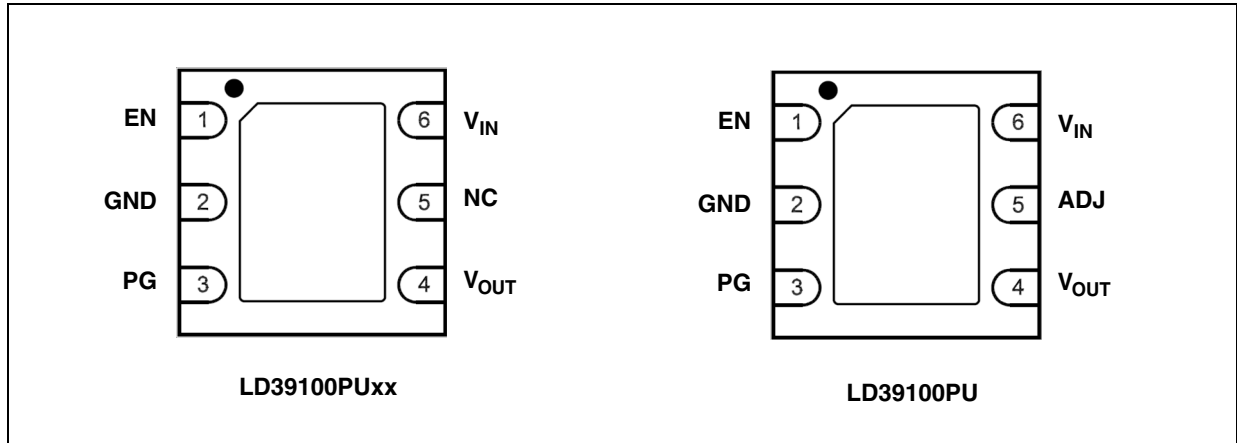 EN 1 6 VIN
GND 2 5 NC
PG 3 4 VOUT
LD39100PUxx
EN 1 6 VIN
GND 2 5 ADJ
PG 3 4 VOUT
LD39100PU